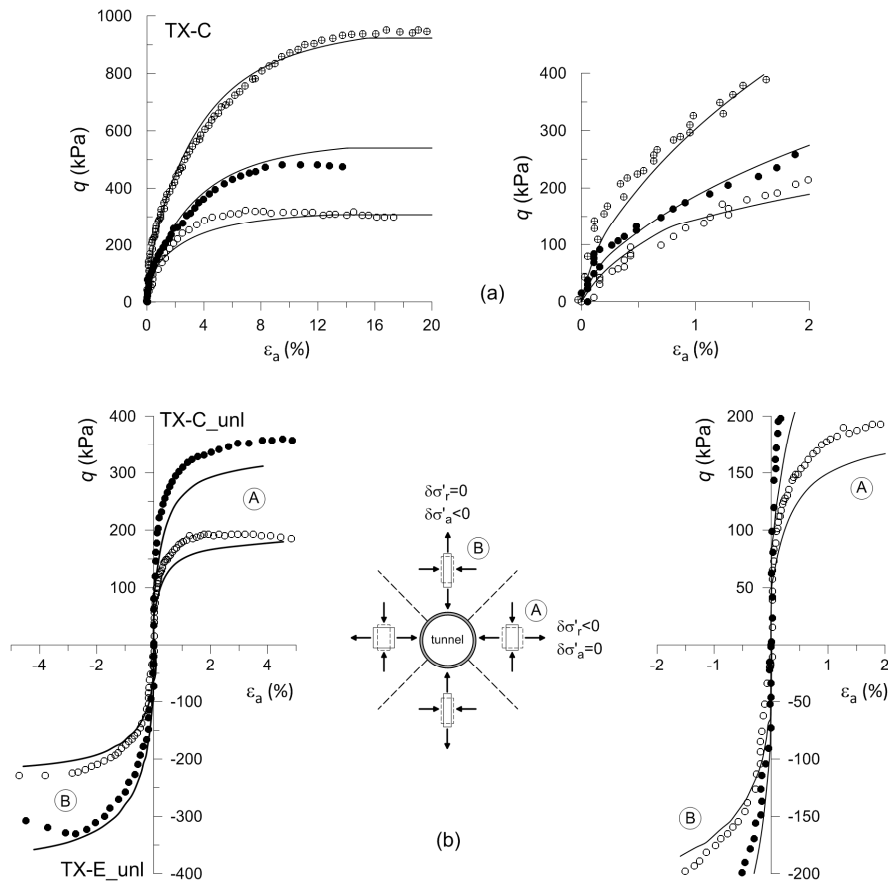 TX-C
1000
800
600
400
200
0
q (kPa)
0 4 8 12 16 20
εa (%)
400
300
200
100
0
q (kPa)
0 1 2
εa (%)
(a)
TX-C_unl
400
300
200
100
-100
-200
-300
-400
q (kPa)
-4 -2 2 4
εa (%)
A
B
TX-E_unl
δσ'r=0
δσ'a<0
B
A
tunnel
δσ'r<0
δσ'a=0
(b)
200
150
100
50
-50
-100
-150
-200
q (kPa)
-2 -1 1 2
εa (%)
A
B